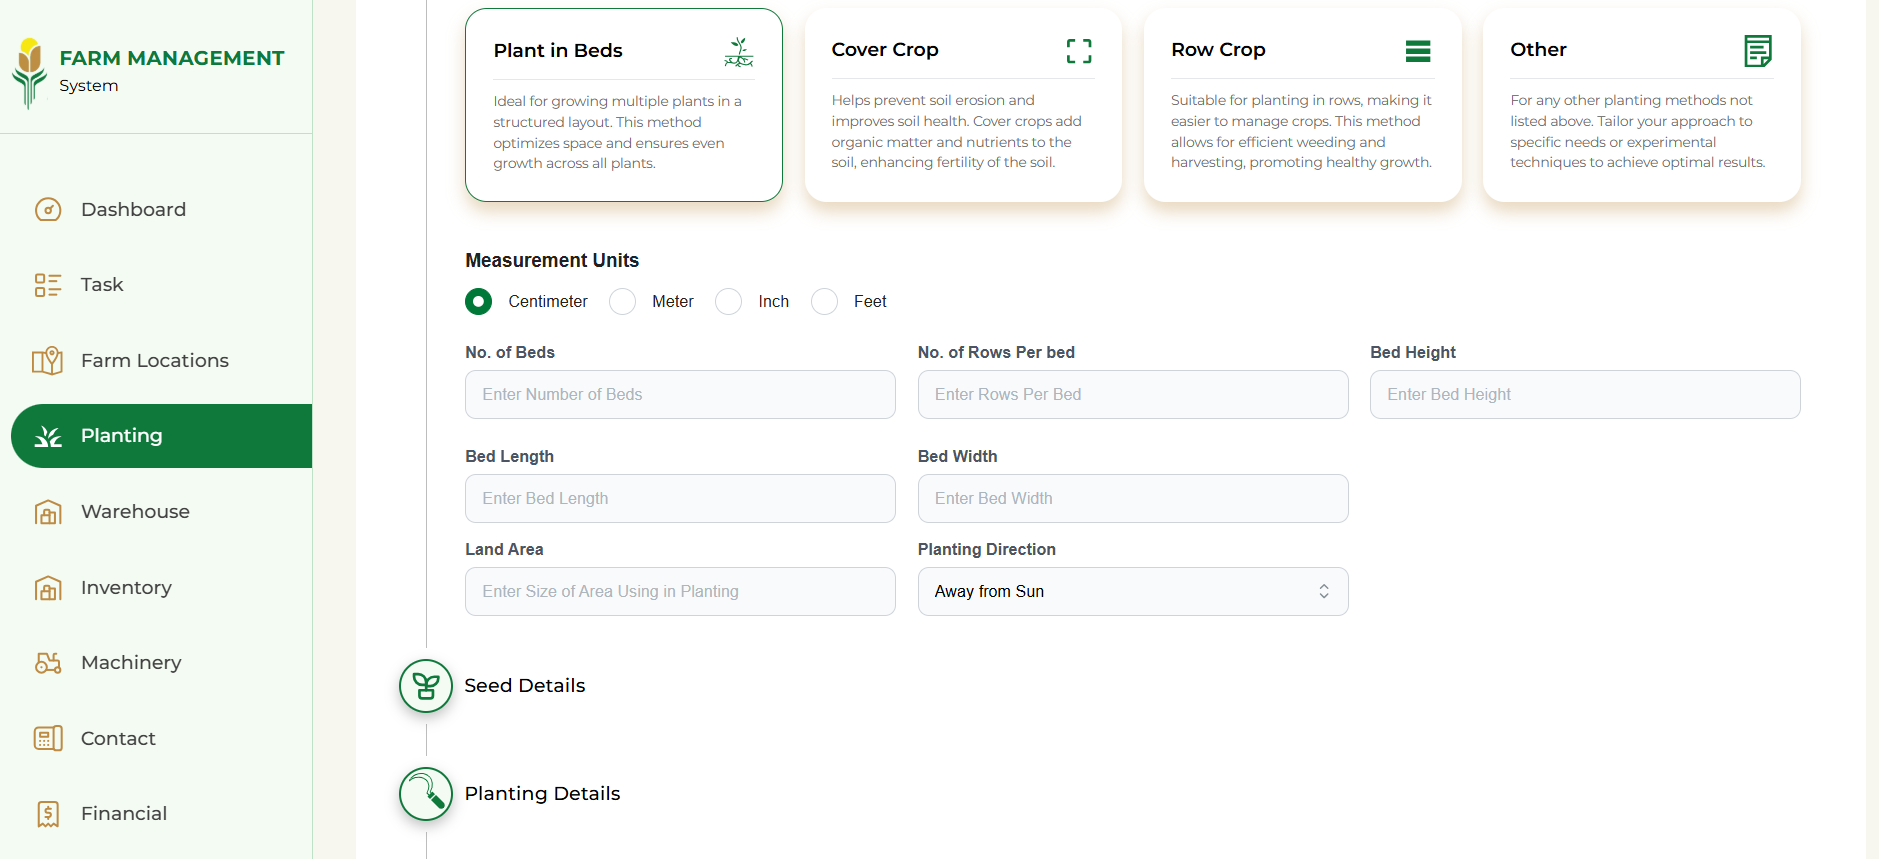 FARM MANAGEMENT
System
Dashboard
Task
Farm Locations
Planting
Warehouse
Inventory
Machinery
Contact
Financial
Plant in Beds
Ideal for growing multiple plants in a
structured layout. This method
optimizes space and ensures even
growth across all plants.
Cover Crop
Helps prevent soil erosion and
improves soil health. Cover crops add
organic matter and nutrients to the
soil, enhancing fertility of the soil.
Row Crop
Suitable for planting in rows, making it
easier to manage crops. This method
allows for efficient weeding and
harvesting, promoting healthy growth.
Other
For any other planting methods not
listed above. Tailor your approach to
specific needs or experimental
techniques to achieve optimal results.
Measurement Units
Centimeter Meter Inch Feet
No. of Beds No. of Rows Per bed Bed Height
Enter Number of Beds Enter Rows Per Bed Enter Bed Height
Bed Length Bed Width
Enter Bed Length Enter Bed Width
Land Area Planting Direction
Enter Size of Area Using in Planting Away from Sun
Seed Details
Planting Details